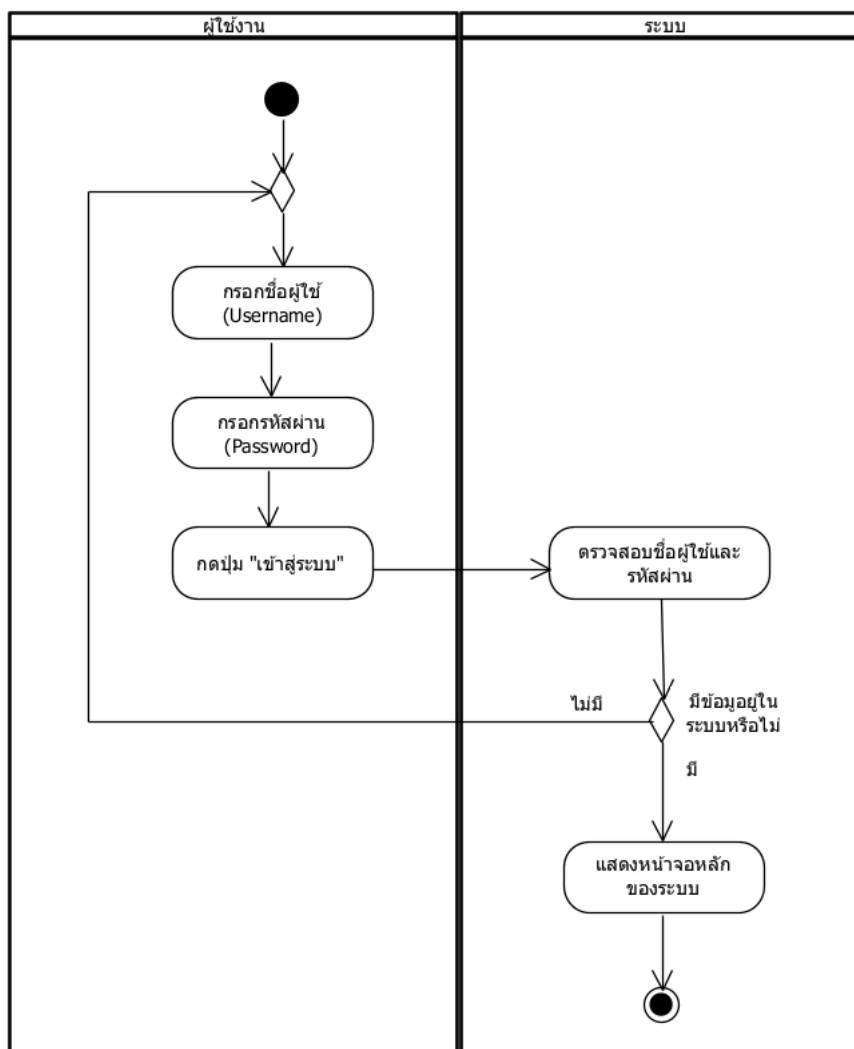 ผู้ใช้งาน
ระบบ
กรอกชื่อผู้ใช้
(Username)
กรอกรหัสผ่าน
(Password)
กดปุ่ม "เข้าสู่ระบบ"
ตรวจสอบชื่อผู้ใช้และ
รหัสผ่าน
ไม่มี
มีข้อมูอยู่ใน
ระบบหรือไม่
มี
แสดงหน้าจอหลัก
ของระบบ